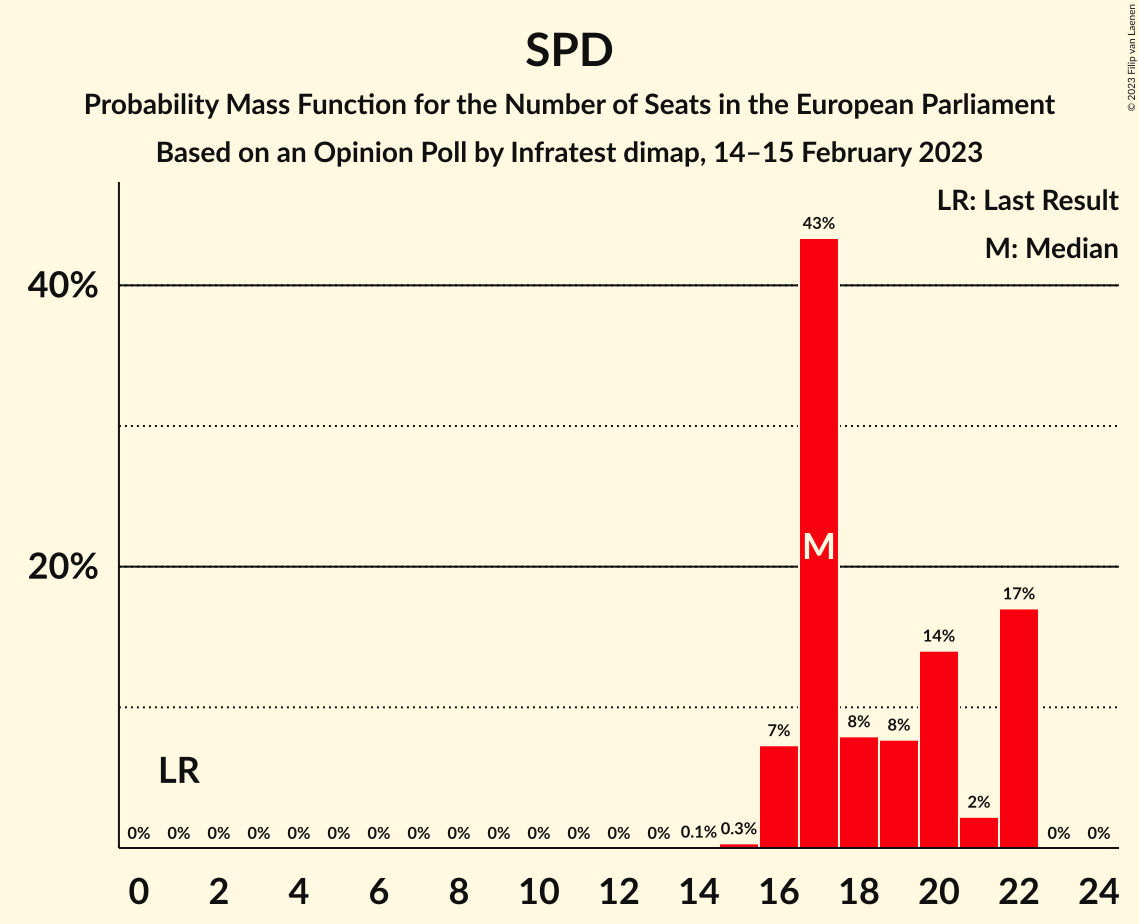 SPD
Probability Mass Function for the Number of Seats in the European Parliament
Based on an Opinion Poll by Infratest dimap, 14–15 February 2023
© 2023 Filip van Laenen
LR: Last Result
M: Median
40%
20%
43%
M
17%
14%
8%
8%
7%
2%
LR
0% 0% 0% 0% 0% 0% 0% 0% 0% 0% 0% 0% 0% 0% 0.1% 0.3% 0% 0%
0 2 4 6 8 10 12 14 16 18 20 22 24